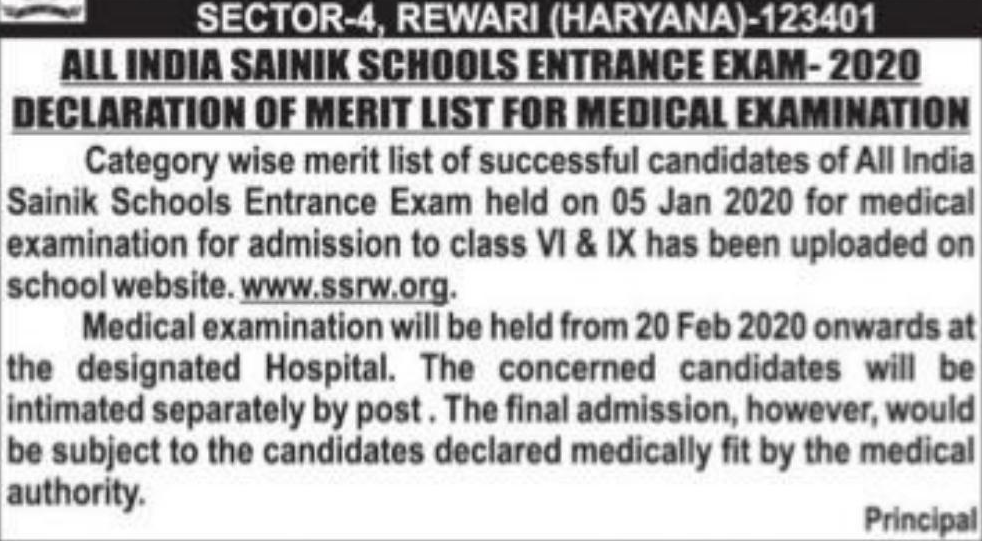 SECTOR-4, REWARI (HARYANA)-123401
ALL INDIA SAINIK SCHOOLS ENTRANCE EXAM- 2020
DECLARATION OF MERIT LIST FOR MEDICAL EXAMINATION
Category wise merit list of successful candidates of All India
Sainik Schools Entrance Exam held on 05 Jan 2020 for medical
examination for admission to class VI & IX has been uploaded on
school website. www.ssrw.org.
Medical examination will be held from 20 Feb 2020 onwards at
the designated Hospital. The concerned candidates will be
intimated separately by post . The final admission, however, would
be subject to the candidates declared medically fit by the medical
authority.
Principal